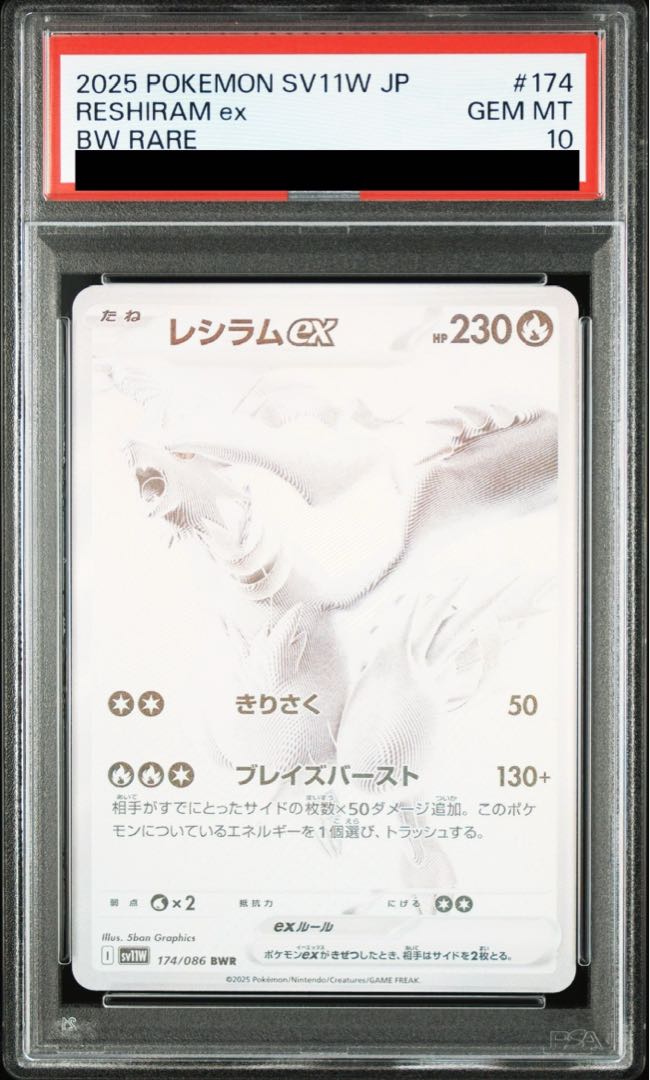 2025 POKEMON SV11W JP #174
RESHIRAM ex GEM MT
BW RARE 10
たね レシラムex HP230
きりさく 50
ブレイズバースト 130+
相手がすでにとったサイドの枚数×50ダメージ追加。このポケ
モンについているエネルギーを1個選び、トラッシュする。
弱点 ×2 抵抗力 にげる
exルール
ポケモンexがきぜつしたとき、相手はサイドを2枚とる。
Illus. 5ban Graphics
I sv11W 174/086 BWR
©2025 Pokémon/Nintendo/Creatures/GAME FREAK.
PSA